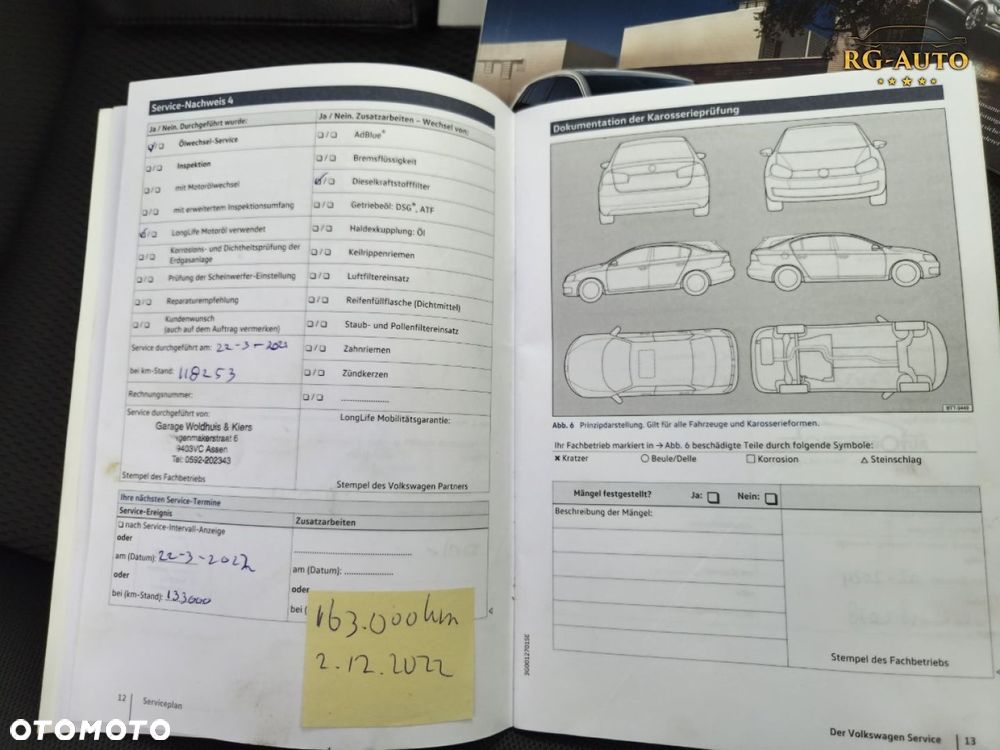 RG-AUTO
Service-Nachweis 4
Ja / Nein. Durchgeführt wurde:
Ölwechsel-Service
Inspektion
mit Motorölwechsel
mit erweitertem Inspektionsumfang
LongLife Motoröl verwendet
Korrosions- und Dichtheitsprüfung der
Erdgasanlage
Prüfung der Scheinwerfer-Einstellung
Reparaturempfehlung
Kundenwunsch
(auch auf dem Auftrag vermerken)
Service durchgeführt am: 22-3-2021
bei km-Stand: 118253
Rechnungsnummer:
Service durchgeführt von:
Garage Woldhuis & Kiers
9403VC Assen
Tel: 0592-202343
Stempel des Fachbetriebs
Ja / Nein. Zusatzarbeiten – Wechsel von:
AdBlue®
Bremsflüssigkeit
Dieselkraftstofffilter
Getriebeöl: DSG®, ATF
Haldexkupplung: Öl
Keilrippenriemen
Luftfiltereinsatz
Reifenfüllflasche (Dichtmittel)
Staub- und Pollenfiltereinsatz
Zahnriemen
Zündkerzen
LongLife Mobilitätsgarantie:
Stempel des Volkswagen Partners
Ihre nächsten Service-Termine
Service-Ereignis
nach Service-Intervall-Anzeige
oder
am (Datum): 22-3-2022
oder
bei (km-Stand): 133000
Zusatzarbeiten
am (Datum):
oder
bei (
163.000km
2.12.2022
12 Serviceplan
Dokumentation der Karosserieprüfung
BTT-0449
Abb. 6 Prinzipdarstellung. Gilt für alle Fahrzeuge und Karosserieformen.
Ihr Fachbetrieb markiert in → Abb. 6 beschädigte Teile durch folgende Symbole:
Kratzer Beule/Delle Korrosion Steinschlag
Mängel festgestellt? Ja: Nein:
Beschreibung der Mängel:
3G0012701SE
Stempel des Fachbetriebs
Der Volkswagen Service 13
OTOMOTO